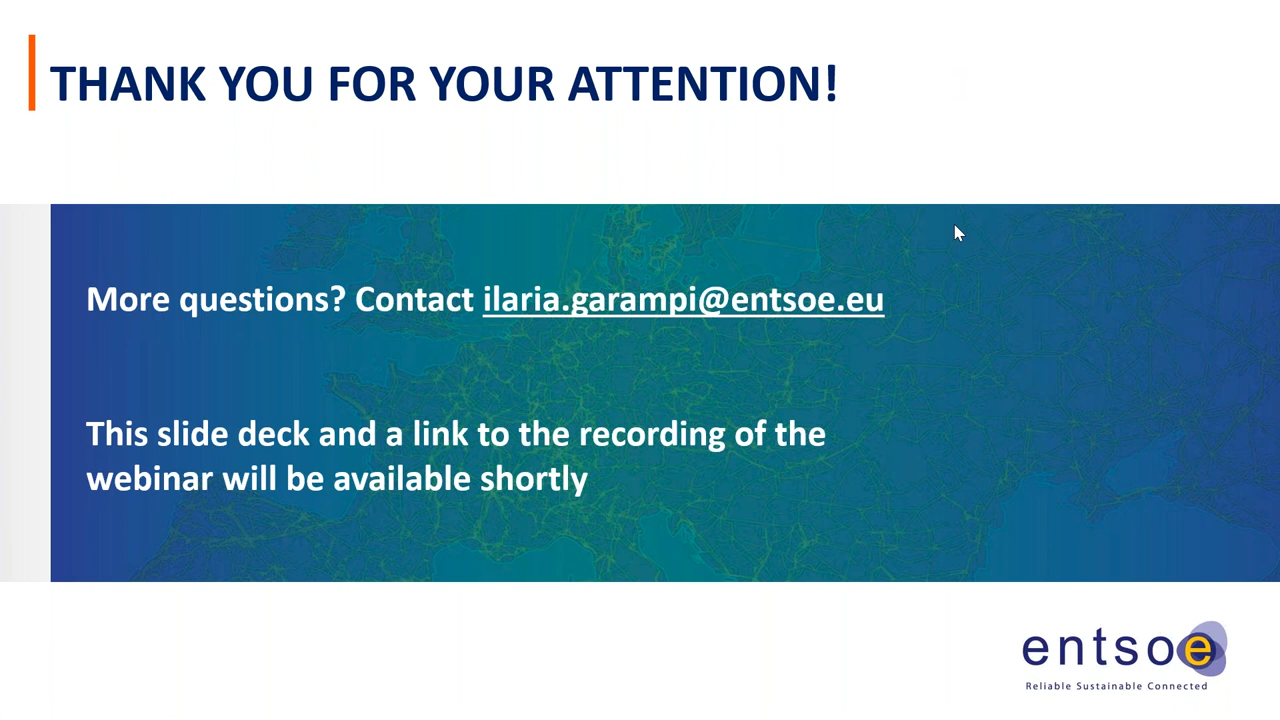 THANK YOU FOR YOUR ATTENTION!
More questions? Contact ilaria.garampi@entsoe.eu
This slide deck and a link to the recording of the
webinar will be available shortly
entsoe
Reliable Sustainable Connected